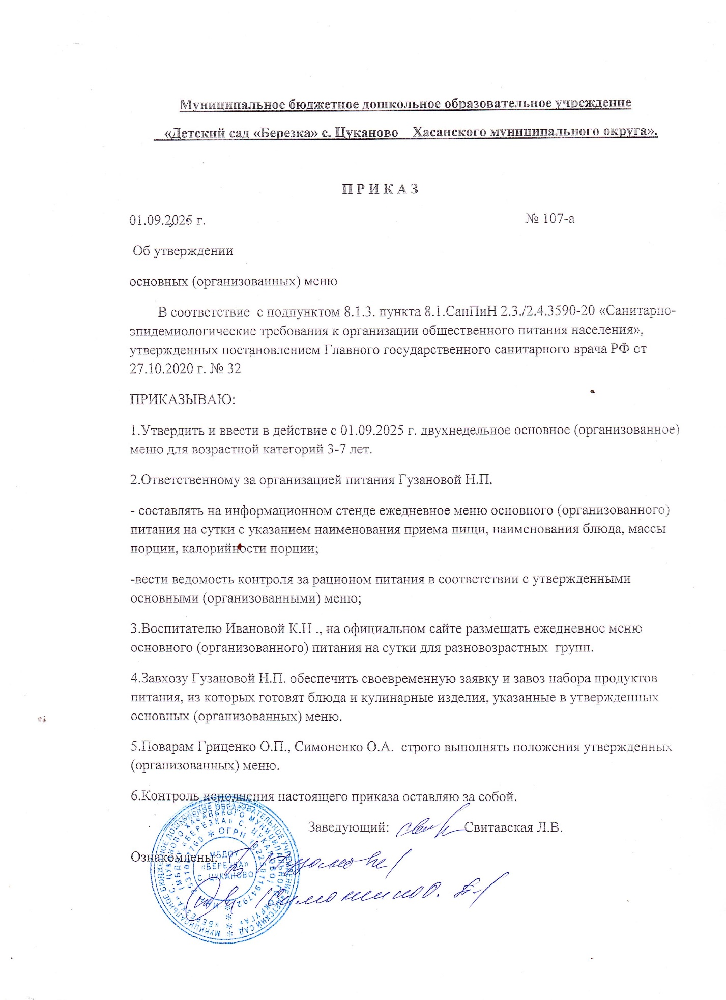 Муниципальное бюджетное дошкольное образовательное учреждение
«Детский сад «Березка» с. Цуканово Хасанского муниципального округа».
П Р И К А З
01.09.2025 г. № 107-а
Об утверждении
основных (организованных) меню
В соответствие с подпунктом 8.1.3. пункта 8.1.СанПиН 2.3./2.4.3590-20 «Санитарно-
эпидемиологические требования к организации общественного питания населения»,
утвержденных постановлением Главного государственного санитарного врача РФ от
27.10.2020 г. № 32
ПРИКАЗЫВАЮ:
1.Утвердить и ввести в действие с 01.09.2025 г. двухнедельное основное (организованное)
меню для возрастной категорий 3-7 лет.
2.Ответственному за организацией питания Гузановой Н.П.
- составлять на информационном стенде ежедневное меню основного (организованного)
питания на сутки с указанием наименования приема пищи, наименования блюда, массы
порции, калорийности порции;
-вести ведомость контроля за рационом питания в соответствии с утвержденными
основными (организованными) меню;
3.Воспитателю Ивановой К.Н ., на официальном сайте размещать ежедневное меню
основного (организованного) питания на сутки для разновозрастных групп.
4.Завхозу Гузановой Н.П. обеспечить своевременную заявку и завоз набора продуктов
питания, из которых готовят блюда и кулинарные изделия, указанные в утвержденных
основных (организованных) меню.
5.Поварам Гриценко О.П., Симоненко О.А. строго выполнять положения утвержденных
(организованных) меню.
6.Контроль исполнения настоящего приказа оставляю за собой.
Заведующий: Свитавская Л.В.
Ознакомлены:
МБДОУ
«БЕРЕЗКА»
С. ЦУКАНОВО